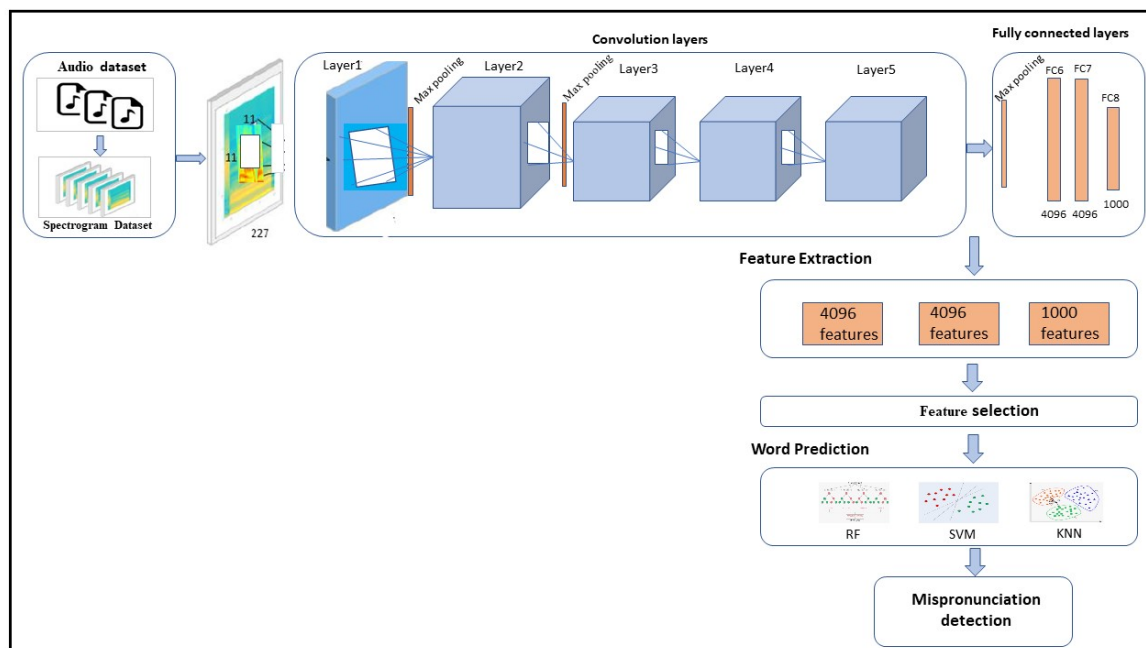 Audio dataset
Spectrogram Dataset
11
11
227
Convolution layers
Layer1
Max pooling
Layer2
Max pooling
Layer3
Layer4
Layer5
Fully connected layers
Max pooling
FC6
FC7
FC8
4096
4096
1000
Feature Extraction
4096
features
4096
features
1000
features
Feature selection
Word Prediction
RF
SVM
KNN
Mispronunciation
detection